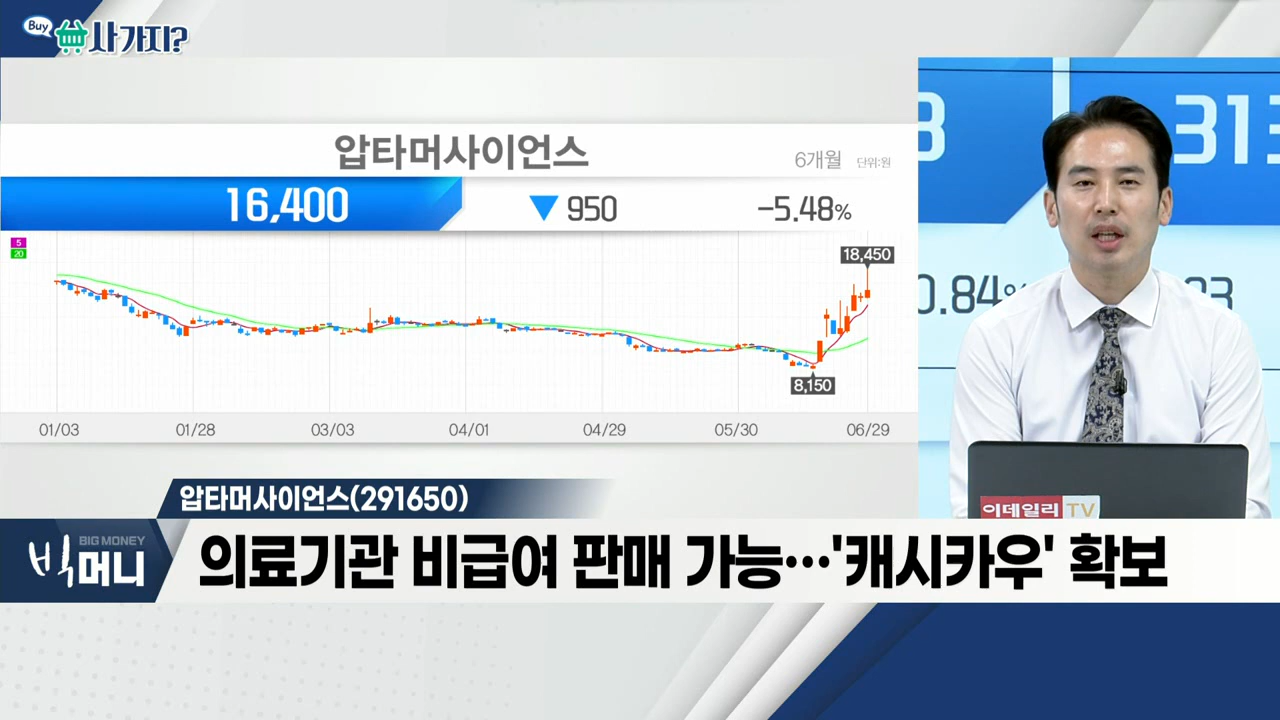 Buy
사가지?
압타머사이언스
6개월 단위:원
16,400 ▼ 950 -5.48%
5
20
18,450
8,150
01/03 01/28 03/03 04/01 04/29 05/30 06/29
3 313
0.84%
이데일리 TV
압타머사이언스(291650)
BIG MONEY
빅머니
의료기관 비급여 판매 가능…'캐시카우' 확보